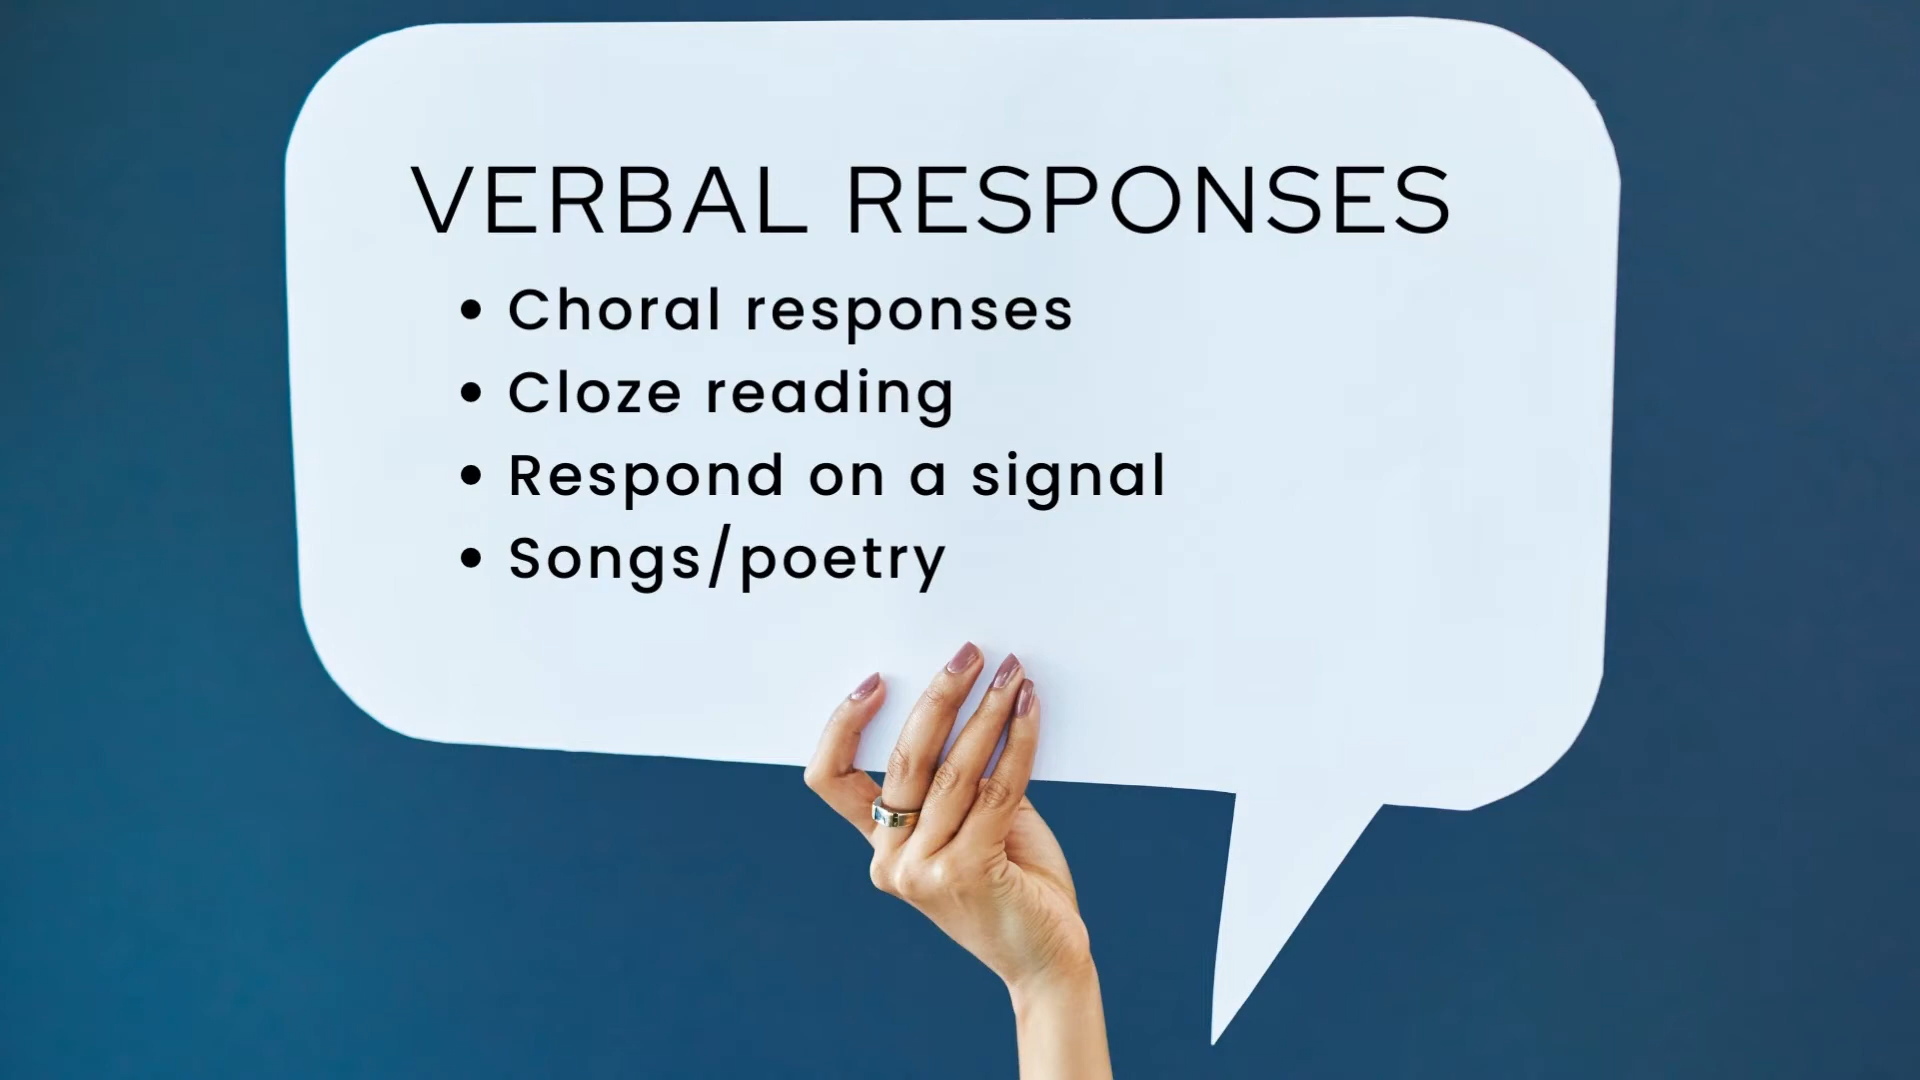 VERBAL RESPONSES
• Choral responses
• Cloze reading
• Respond on a signal
• Songs/poetry